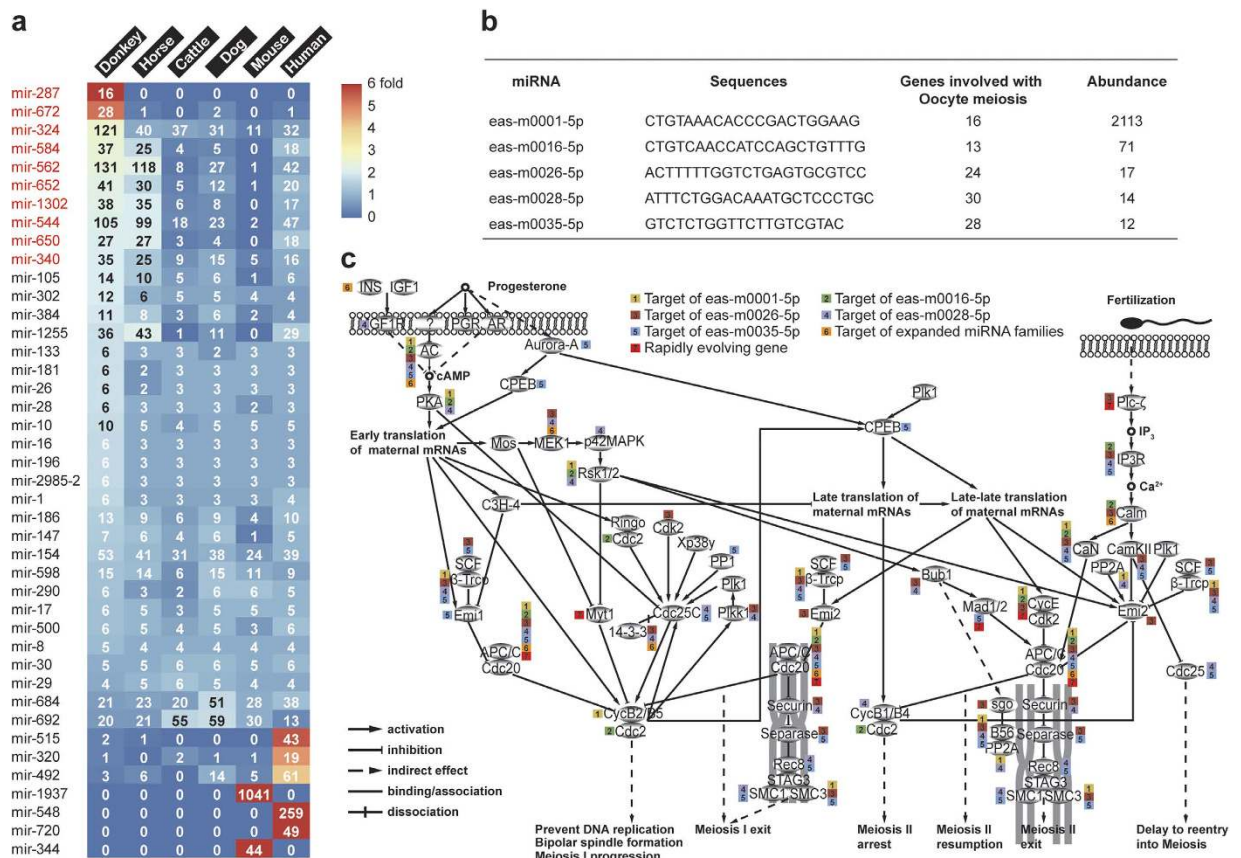 a
Donkey Horse Cattle Dog Mouse Human
mir-287 16 0 0 0 0 0
mir-672 28 1 0 2 0 1
mir-324 121 40 37 31 11 32
mir-584 37 25 4 5 0 18
mir-562 131 118 8 27 1 42
mir-652 41 30 5 12 1 20
mir-1302 38 35 6 8 0 17
mir-544 105 99 18 23 2 47
mir-650 27 27 3 4 0 18
mir-340 35 25 9 15 5 16
mir-105 14 10 5 6 1 6
mir-302 12 6 5 5 4 4
mir-384 11 8 3 6 2 4
mir-1255 36 43 1 11 0 29
mir-133 6 3 3 2 3 3
mir-181 6 2 3 3 3 3
mir-26 6 2 3 3 3 3
mir-28 6 3 3 3 2 3
mir-10 10 5 4 5 5 5
mir-16 6 3 3 3 3 3
mir-196 6 3 3 3 3 3
mir-2985-2 6 3 3 3 3 3
mir-1 6 3 3 3 3 4
mir-186 13 9 6 9 4 10
mir-147 7 6 4 6 1 5
mir-154 53 41 31 38 24 39
mir-598 15 14 6 15 11 9
mir-290 6 3 2 6 6 5
mir-17 6 5 3 5 5 5
mir-500 6 5 4 5 3 6
mir-8 5 4 4 4 4 4
mir-30 5 5 6 5 5 6
mir-29 5 4 5 5 4 4
mir-684 21 23 20 51 28 38
mir-692 20 21 55 59 30 13
mir-515 2 1 0 0 0 43
mir-320 1 0 2 1 1 19
mir-492 3 6 0 14 5 61
mir-1937 0 0 0 0 1041 0
mir-548 0 0 0 0 0 259
mir-720 0 0 0 0 0 49
mir-344 0 0 0 0 44 0
6 fold
5
4
3
2
1
0
b
miRNA Sequences Genes involved with Oocyte meiosis Abundance
eas-m0001-5p CTGTAAACACCCGACTGGAAG 16 2113
eas-m0016-5p CTGTCAACCATCCAGCTGTTTG 13 71
eas-m0026-5p ACTTTTTGGTCTGAGTGCGTCC 24 17
eas-m0028-5p ATTTCTGGACAAATGCTCCCTGC 30 14
eas-m0035-5p GTCTCTGGTTCTTGTCGTAC 28 12
c
INS IGF1 Progesterone
1 Target of eas-m0001-5p 2 Target of eas-m0016-5p
3 Target of eas-m0026-5p 4 Target of eas-m0028-5p
5 Target of eas-m0035-5p 6 Target of expanded miRNA families
7 Rapidly evolving gene
Fertilization
IGF1R ? PGR AR
AC Aurora-A
cAMP
CPEB
PKA
Plk1
Plc-ζ
IP3
IP3R
Ca2+
Calm
Early translation
of maternal mRNAs
Mos MEK1 p42MAPK
CPEB
Rsk1/2
C3H-4
Late translation of
maternal mRNAs
Late-late translation
of maternal mRNAs
CaN CamKII Plk1
PP2A
SCF
β-Trcp
Ringo
Cdc2
Cdk2
Xp38γ
PP1
Plk1
SCF
β-Trcp
Emi1
Myt1
Cdc25C
Plkk1
14-3-3
SCF
β-Trcp
Emi2
Bub1
Mad1/2
CycE
Cdk2
Emi2
APC/C
Cdc20
APC/C
Cdc20
APC/C
Cdc20
Cdc25
CycB2/B5
Cdc2
Securin
Separase
Rec8
STAG3
SMC1 SMC3
CycB1/B4
Cdc2
sgo
B56
PP2A
Securin
Separase
Rec8
STAG3
SMC1 SMC3
activation
inhibition
indirect effect
binding/association
dissociation
Prevent DNA replication
Bipolar spindle formation
Meiosis I progression
Meiosis I exit
Meiosis II
arrest
Meiosis II
resumption
Meiosis II
exit
Delay to reentry
into Meiosis